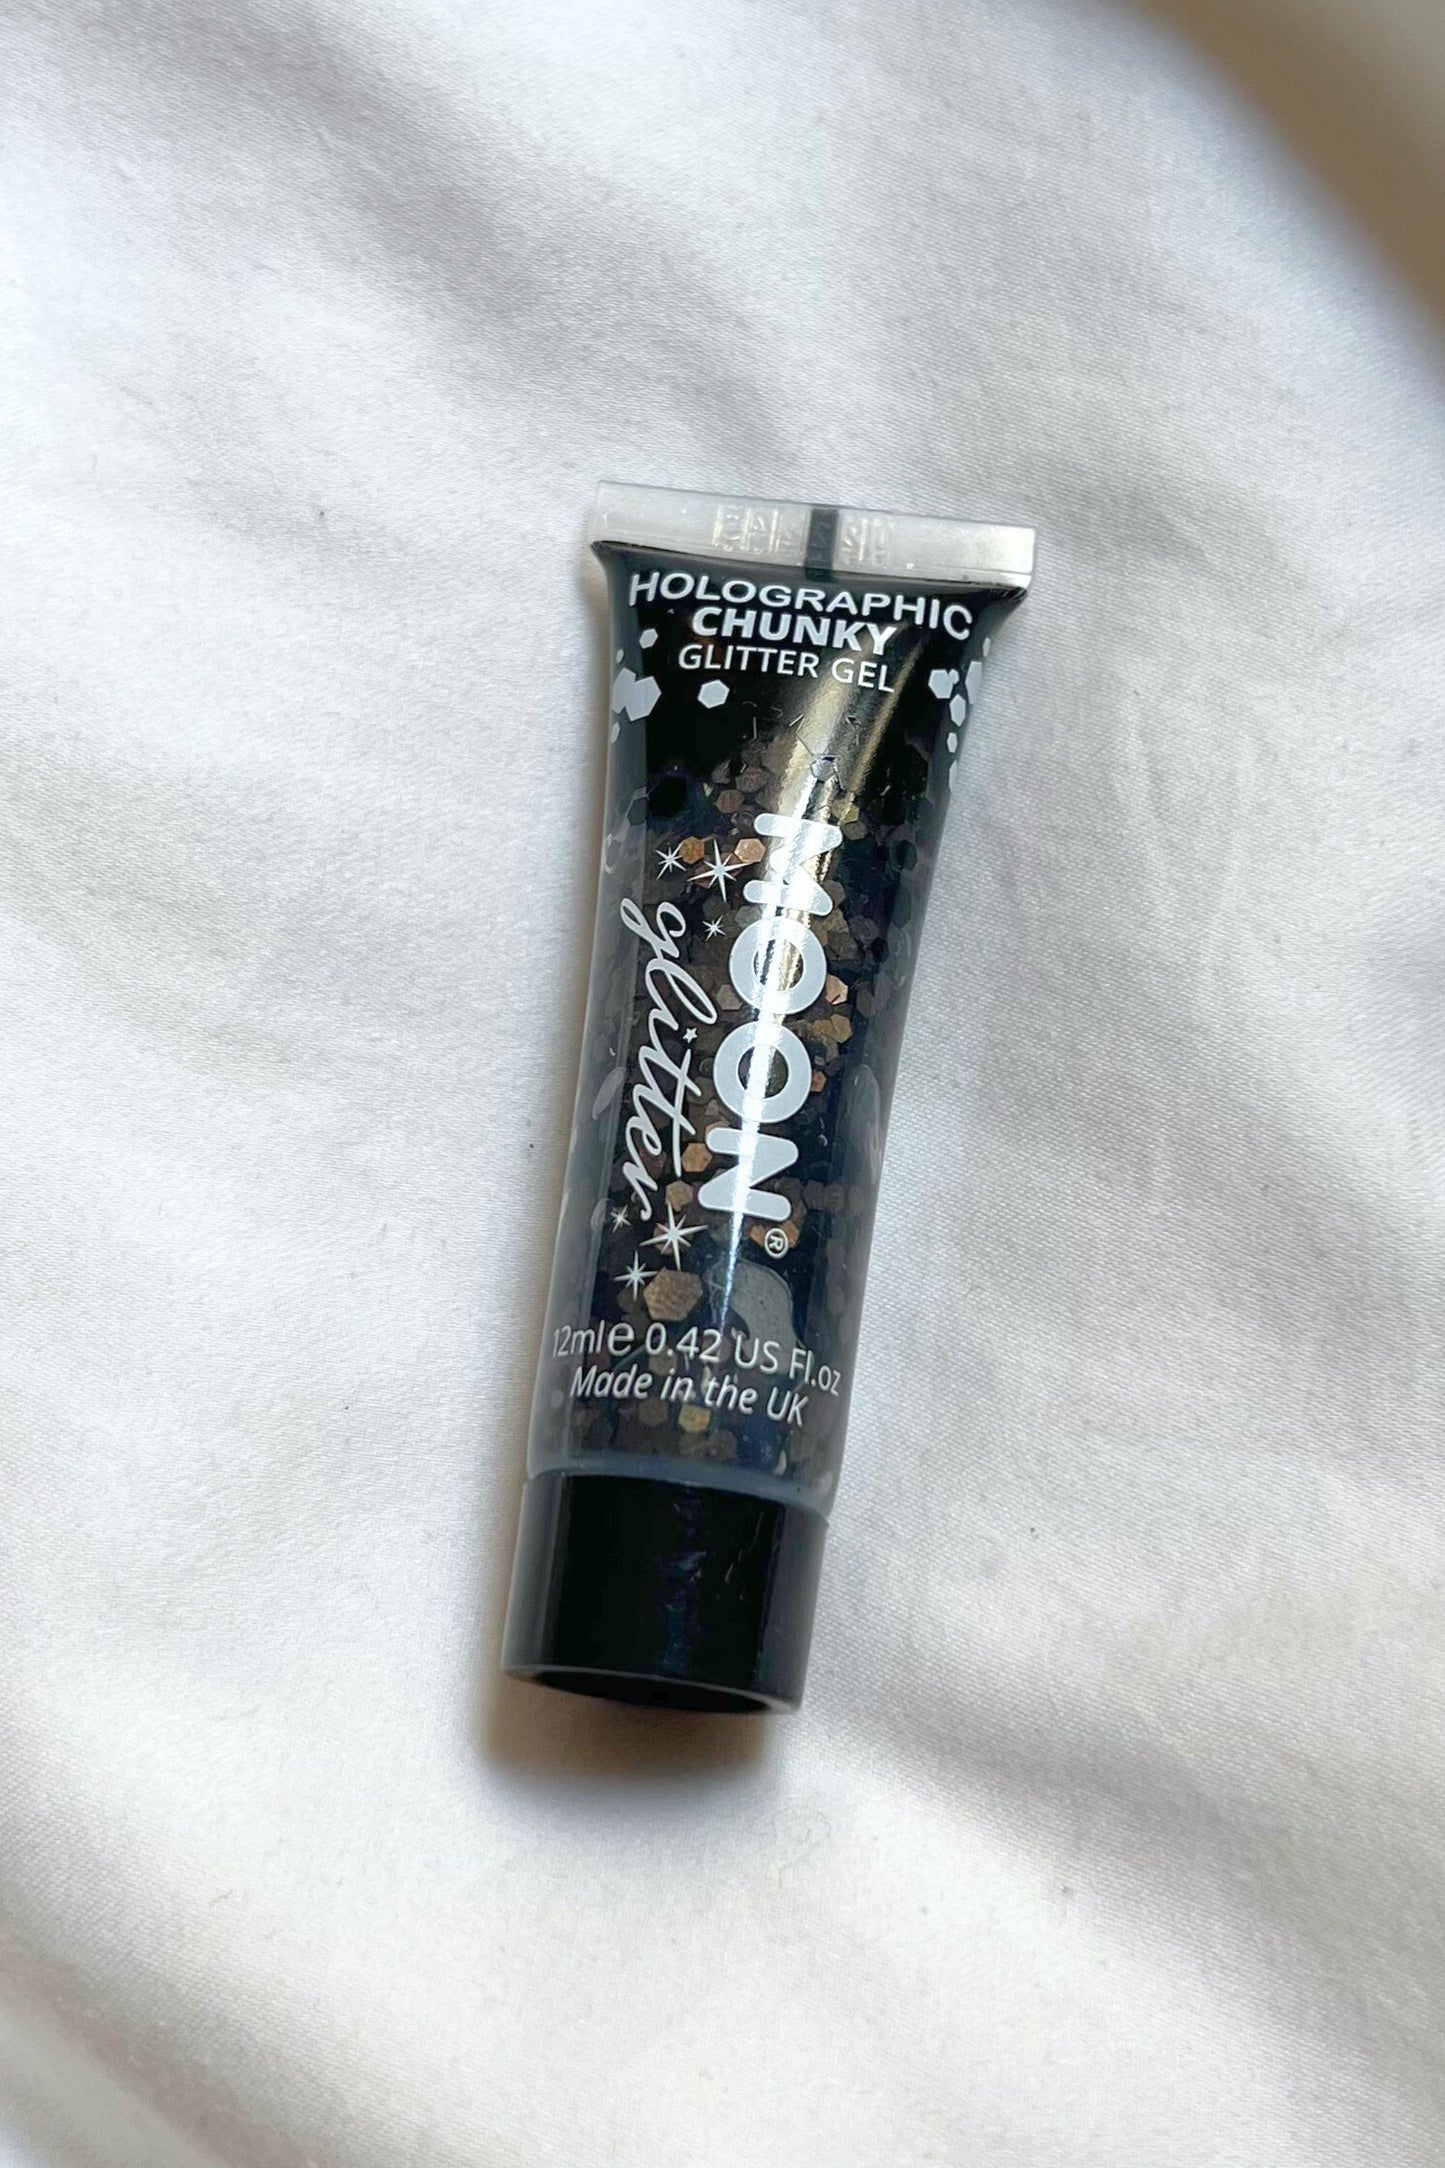 HOLOGRAPHIC
CHUNKY
GLITTER GEL
MOON®
glitter
12ml℮ 0.42 US Fl.oz
Made in the UK